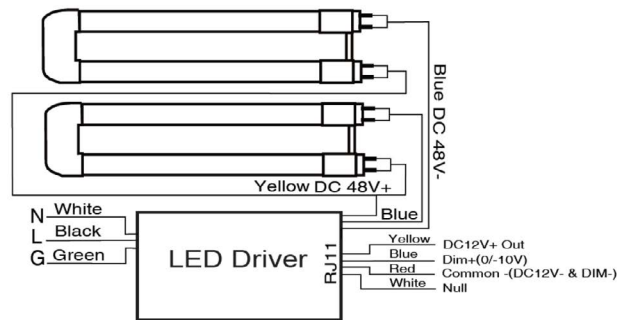 Blue DC 48V-
Yellow DC 48V+
N White
L Black
G Green
Blue
LED Driver
RJ11
Yellow DC12V+ Out
Blue Dim+(0/-10V)
Red Common -(DC12V- & DIM-)
White Null